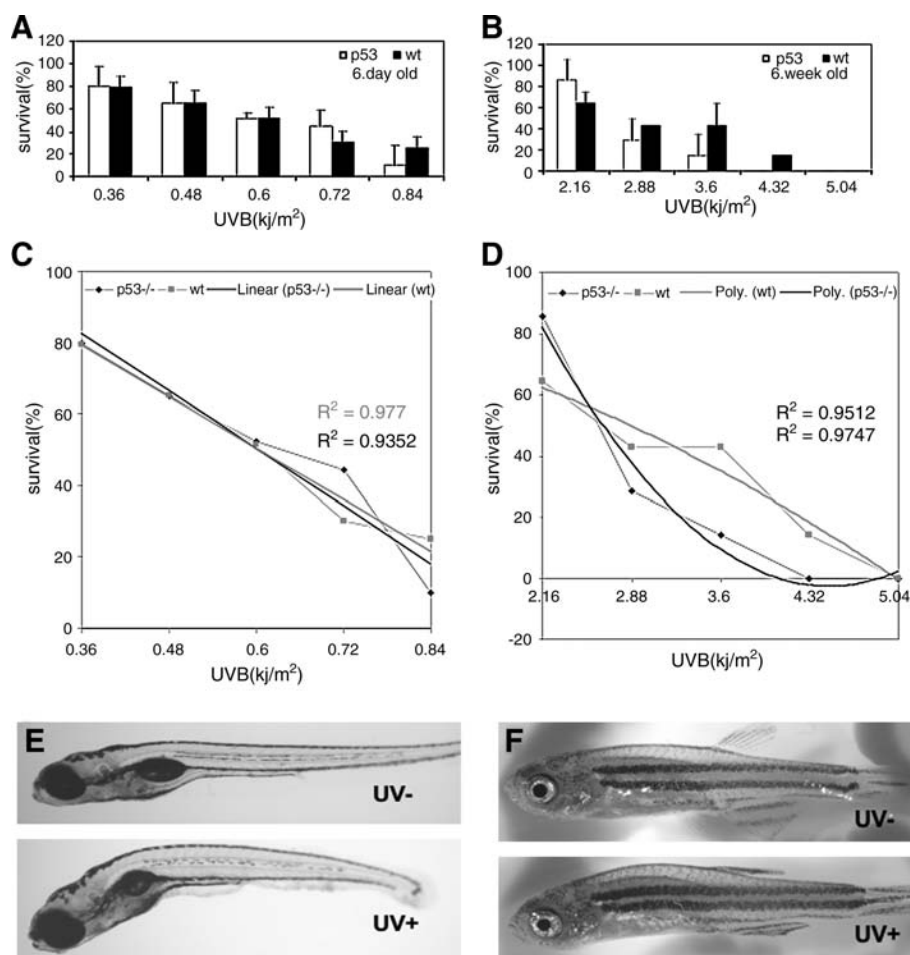 A
p53 wt
6.day old
survival(%)
120
100
80
60
40
20
0
0.36 0.48 0.6 0.72 0.84
UVB(kj/m²)
B
p53 wt
6.week old
survival(%)
120
100
80
60
40
20
0
2.16 2.88 3.6 4.32 5.04
UVB(kj/m²)
C
p53-/- wt Linear (p53-/-) Linear (wt)
survival(%)
100
80
60
40
20
0
R² = 0.977
R² = 0.9352
0.36 0.48 0.6 0.72 0.84
UVB(kj/m²)
D
p53-/- wt Poly. (wt) Poly. (p53-/-)
survival(%)
100
80
60
40
20
0
-20
R² = 0.9512
R² = 0.9747
2.16 2.88 3.6 4.32 5.04
UVB(kj/m²)
E
UV-
UV+
F
UV-
UV+